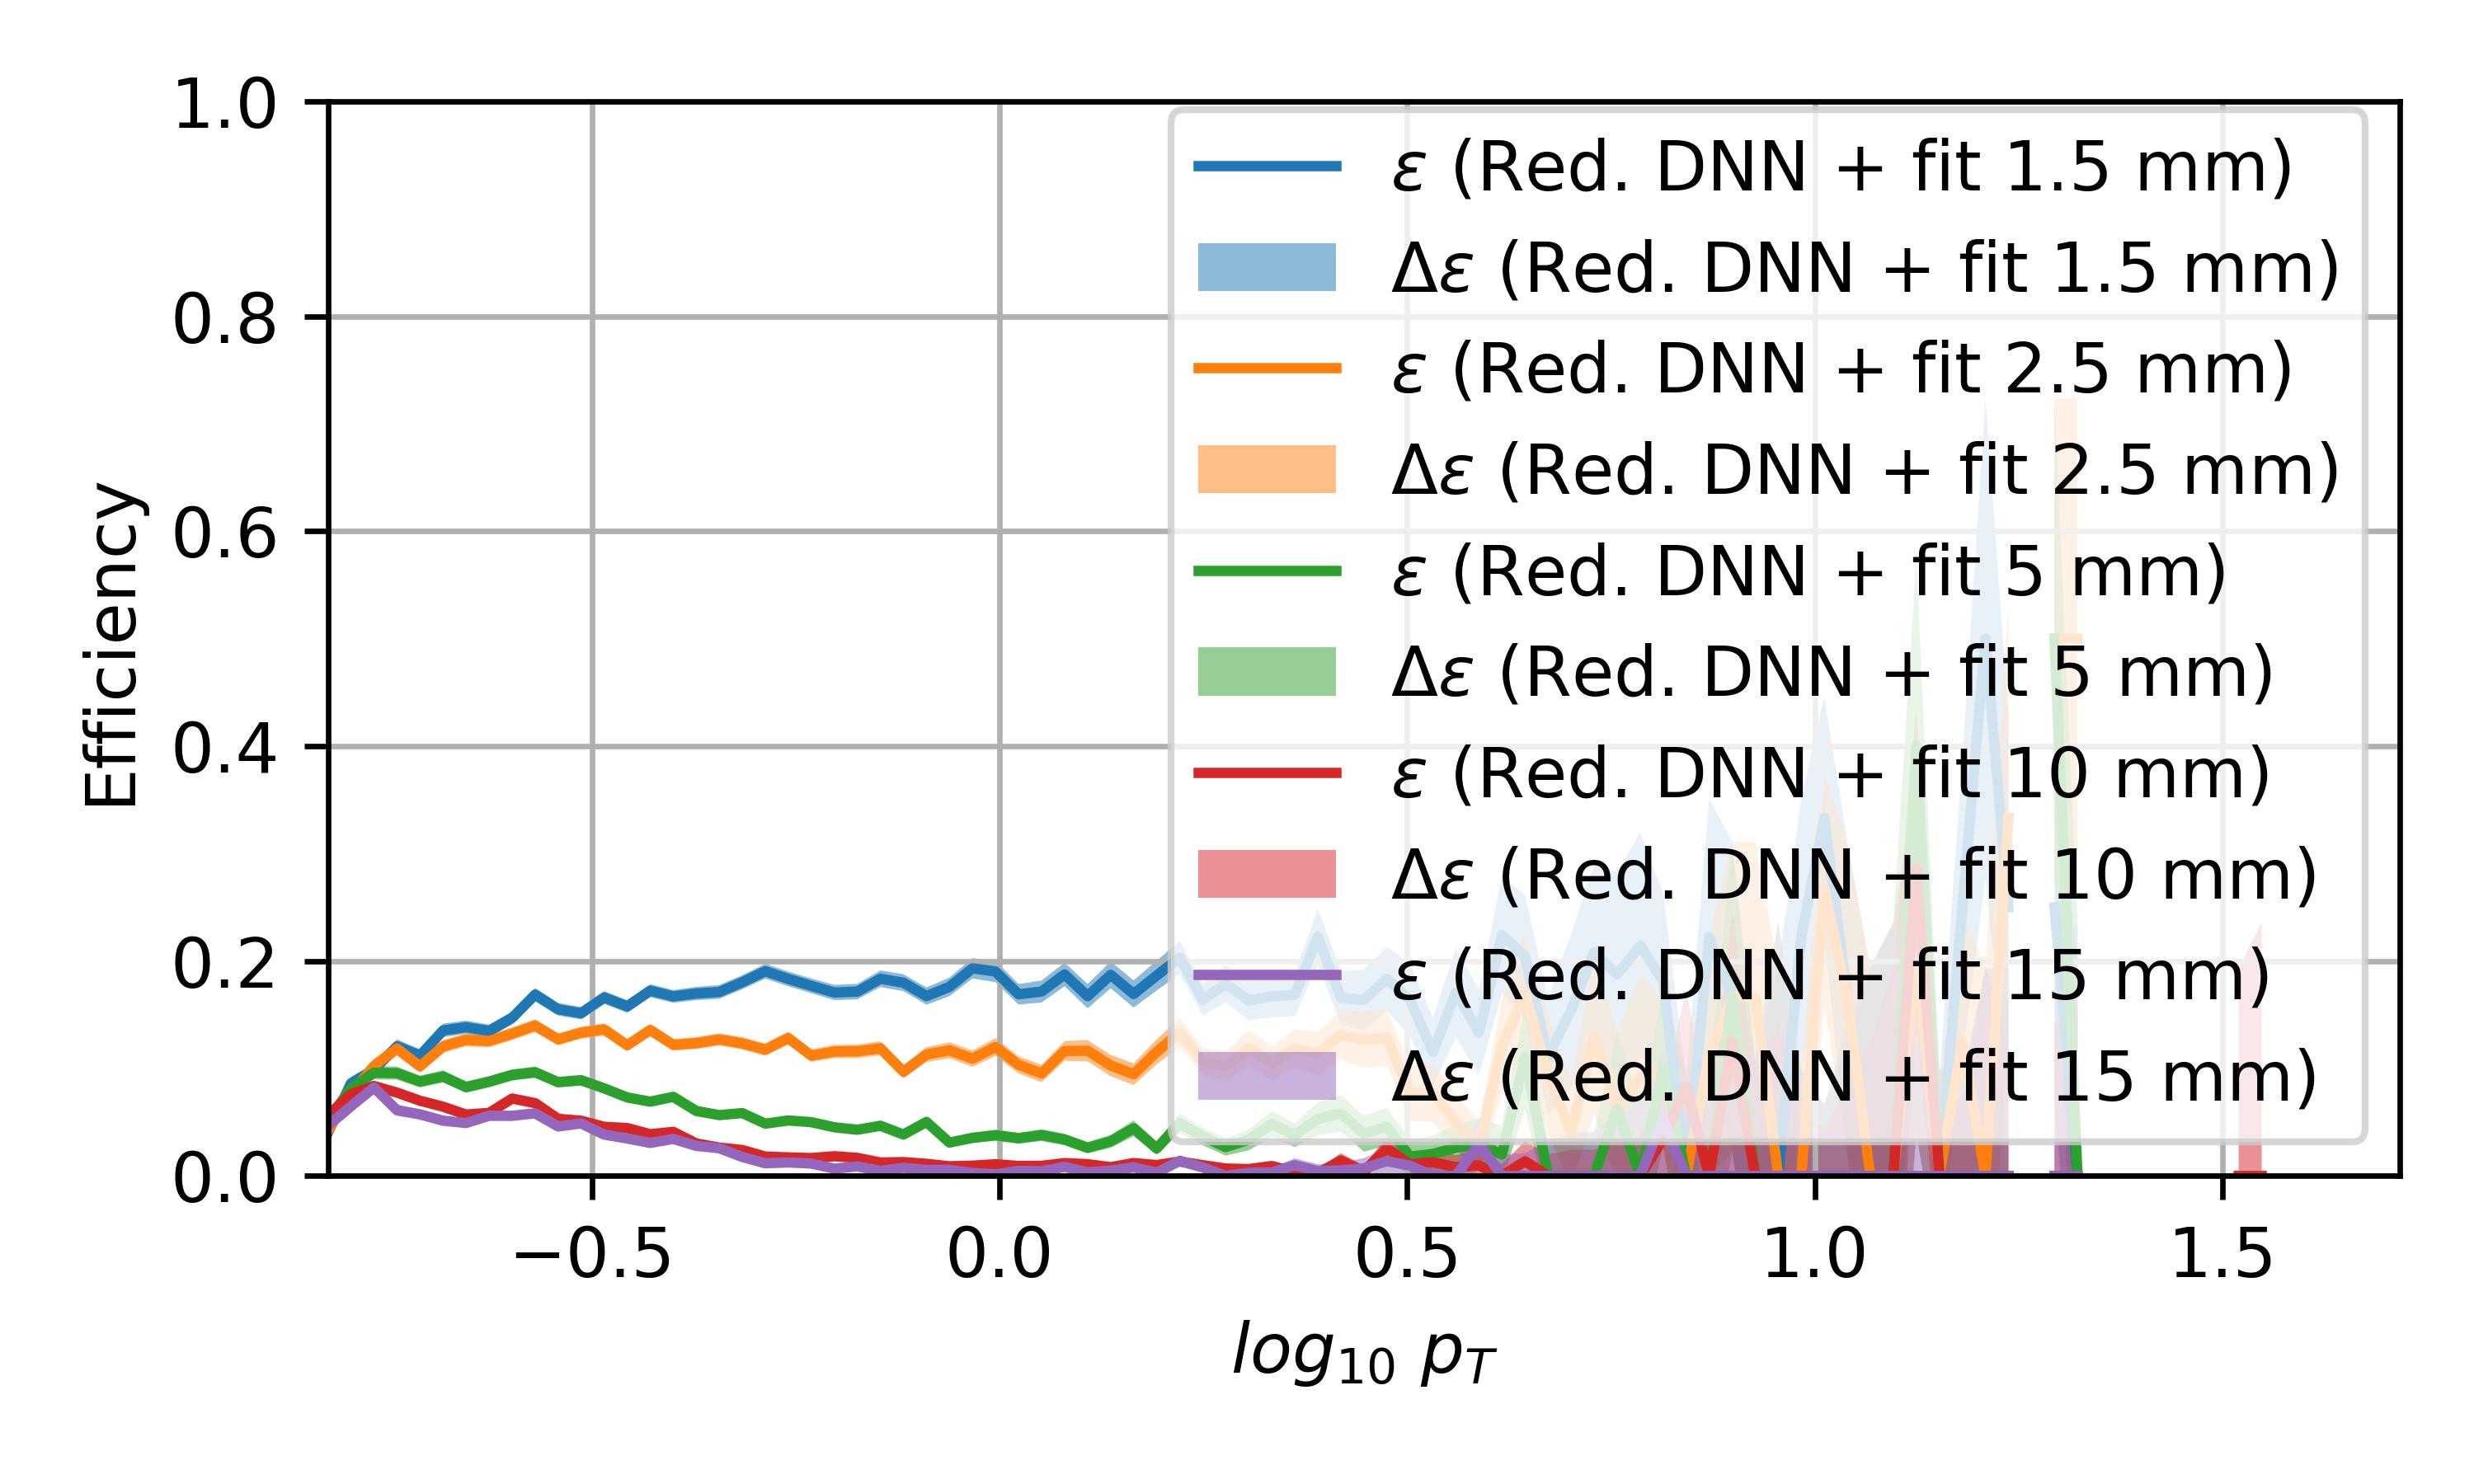 1.0
0.8
0.6
0.4
0.2
0.0
Efficiency
ε (Red. DNN + fit 1.5 mm)
Δε (Red. DNN + fit 1.5 mm)
ε (Red. DNN + fit 2.5 mm)
Δε (Red. DNN + fit 2.5 mm)
ε (Red. DNN + fit 5 mm)
Δε (Red. DNN + fit 5 mm)
ε (Red. DNN + fit 10 mm)
Δε (Red. DNN + fit 10 mm)
ε (Red. DNN + fit 15 mm)
Δε (Red. DNN + fit 15 mm)
−0.5 0.0 0.5 1.0 1.5
log₁₀ p_T